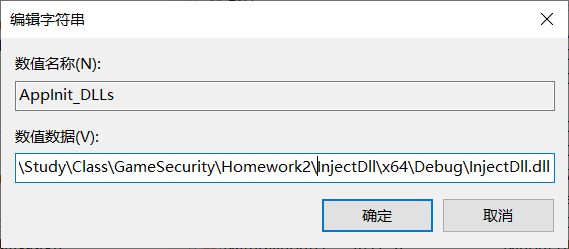 编辑字符串
数值名称(N):
AppInit_DLLs
数值数据(V):
\Study\Class\GameSecurity\Homework2\InjectDll\x64\Debug\InjectDll.dll
确定
取消